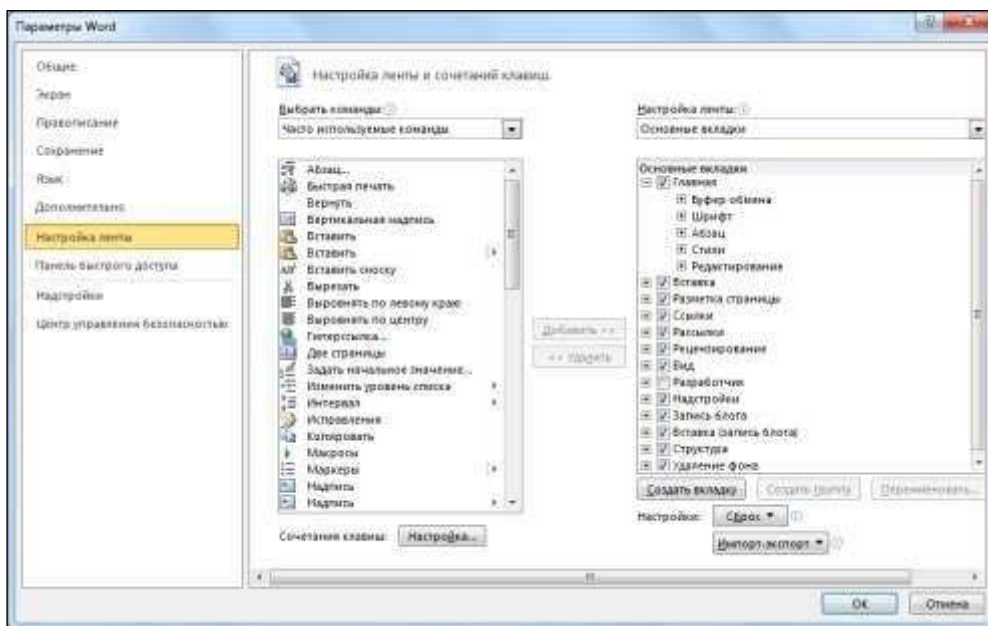 Параметры Word
Общие
Экран
Правописание
Сохранение
Язык
Дополнительно
Настройка ленты
Панель быстрого доступа
Надстройки
Центр управления безопасностью
Настройка ленты и сочетаний клавиш.
Выбрать команды:
Часто используемые команды
Абзац...
Быстрая печать
Вернуть
Вертикальная надпись
Вставить
Вставить
Вставить сноску
Вырезать
Выровнять по левому краю
Выровнять по центру
Гиперссылка...
Две страницы
Задать начальное значение...
Изменить уровень списка
Интервал
Исправления
Копировать
Макросы
Маркеры
Надпись
Надпись
Сочетания клавиш: Настройка...
Добавить >>
<< Удалить
Настройка ленты:
Основные вкладки
Основные вкладки
Главная
Буфер обмена
Шрифт
Абзац
Стили
Редактирование
Вставка
Разметка страницы
Ссылки
Рассылки
Рецензирование
Вид
Разработчик
Надстройки
Запись блога
Вставка (запись блога)
Структура
Удаление фона
Создать вкладку Создать группу Переименовать...
Настройки: Сброс
Импорт-экспорт
ОК Отмена